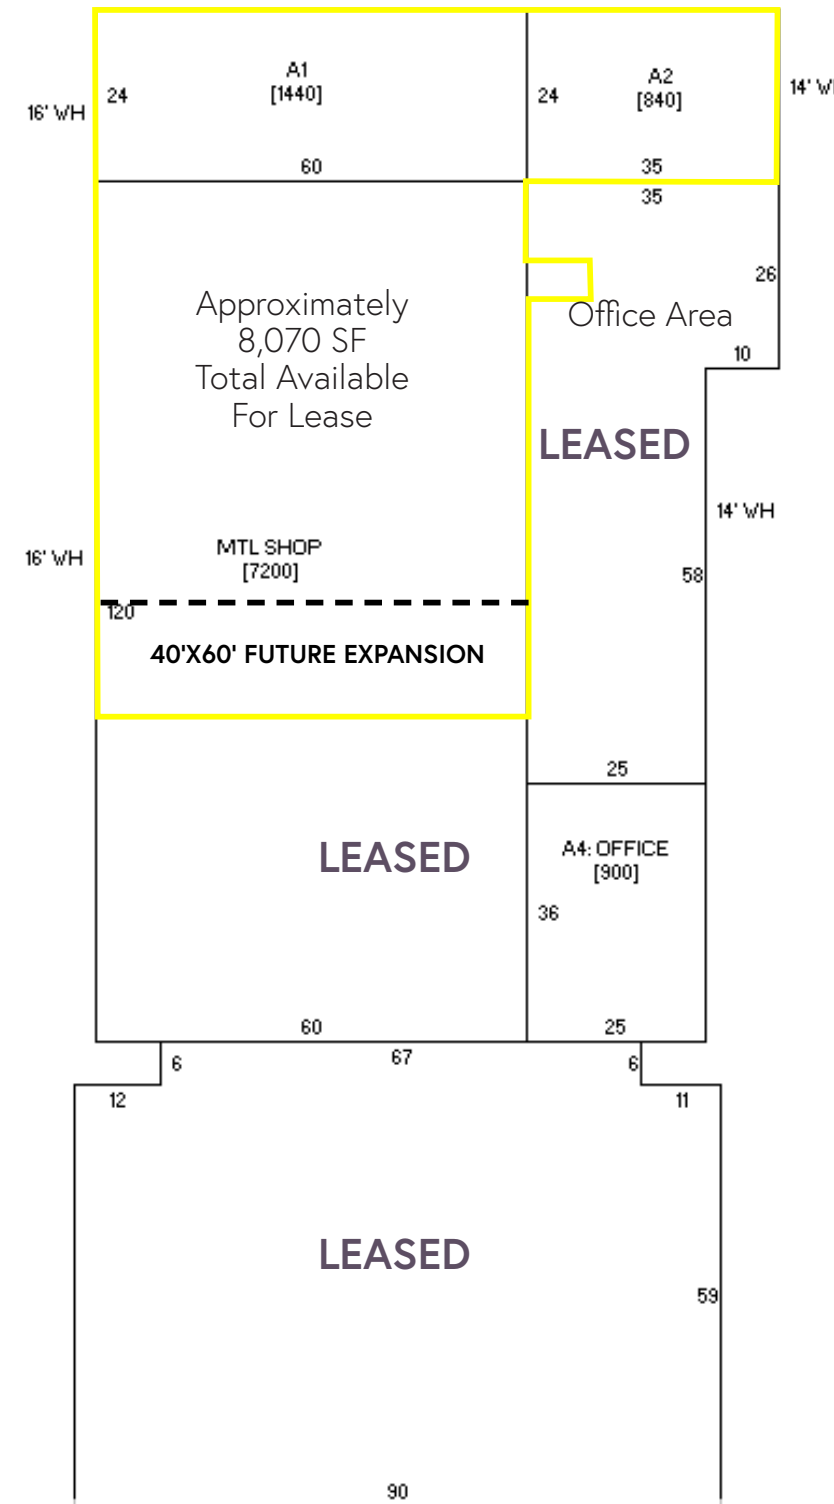 A1
[1440]
A2
[840]
24
24
16' WH
60
35
35
26
Approximately
8,070 SF
Total Available
For Lease
Office Area
10
LEASED
14' WH
MTL SHOP
[7200]
16' WH
58
120
40'X60' FUTURE EXPANSION
25
LEASED
A4: OFFICE
[900]
36
60
25
6
67
6
12
11
LEASED
59
90